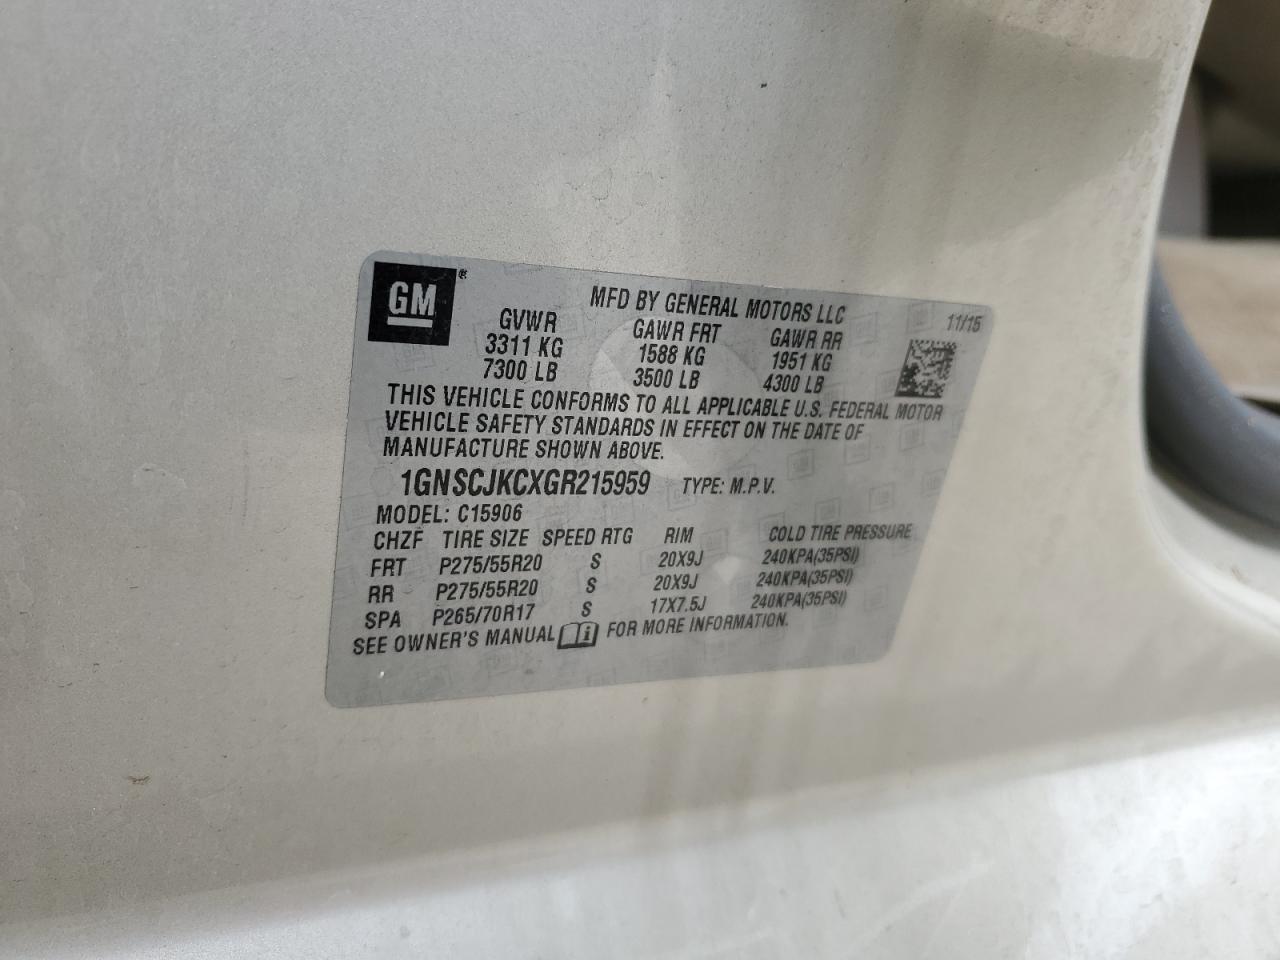 GM®
MFD BY GENERAL MOTORS LLC 11/15
GVWR GAWR FRT GAWR RR
3311 KG 1588 KG 1951 KG
7300 LB 3500 LB 4300 LB
THIS VEHICLE CONFORMS TO ALL APPLICABLE U.S. FEDERAL MOTOR
VEHICLE SAFETY STANDARDS IN EFFECT ON THE DATE OF
MANUFACTURE SHOWN ABOVE.
1GNSCJKCXGR215959 TYPE: M.P.V.
MODEL: C15906
CHZF TIRE SIZE SPEED RTG RIM COLD TIRE PRESSURE
FRT P275/55R20 S 20X9J 240KPA(35PSI)
RR P275/55R20 S 20X9J 240KPA(35PSI)
SPA P265/70R17 S 17X7.5J 240KPA(35PSI)
SEE OWNER'S MANUAL i FOR MORE INFORMATION.